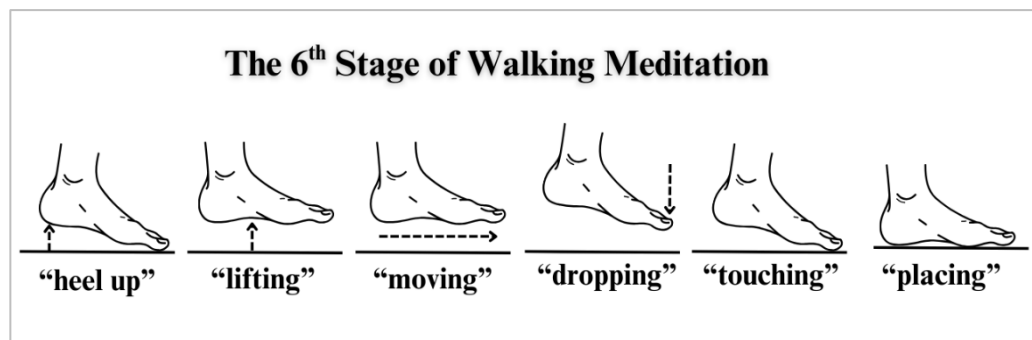 The 6th Stage of Walking Meditation
“heel up” “lifting” “moving” “dropping” “touching” “placing”